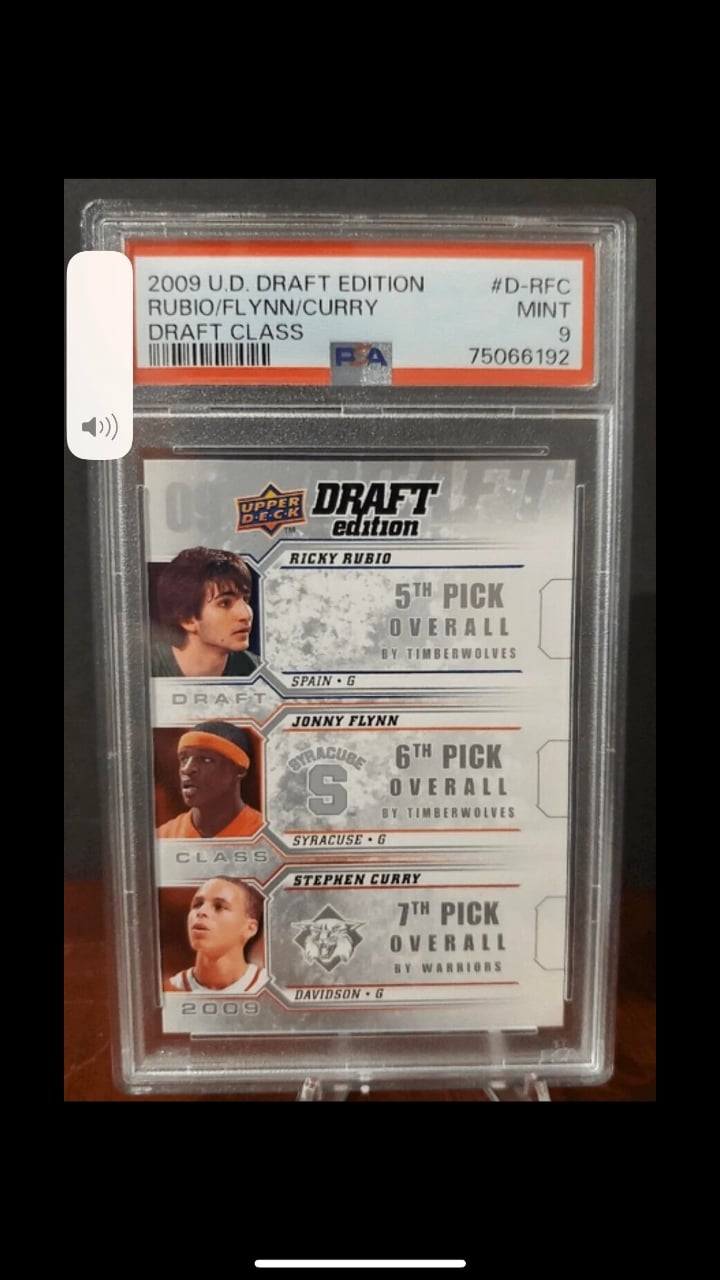 2009 U.D. DRAFT EDITION #D-RFC
RUBIO/FLYNN/CURRY MINT
DRAFT CLASS 9
PSA 75066192
UPPER DECK TM DRAFT edition
RICKY RUBIO
5TH PICK
OVERALL
BY TIMBERWOLVES
SPAIN • G
DRAFT
JONNY FLYNN
SYRACUSE
S
6TH PICK
OVERALL
BY TIMBERWOLVES
SYRACUSE • G
CLASS
STEPHEN CURRY
7TH PICK
OVERALL
BY WARRIORS
DAVIDSON • G
2009